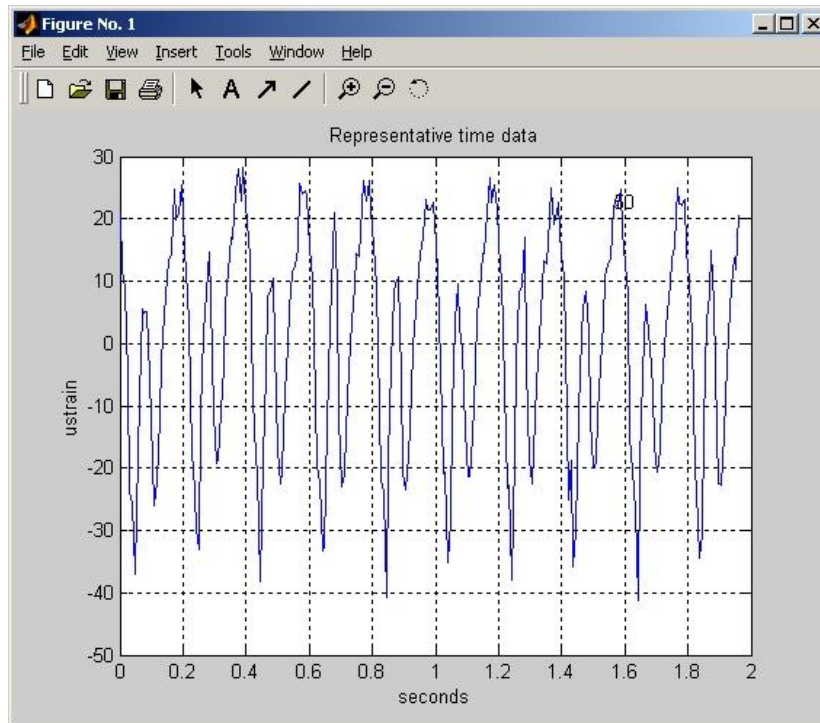 Figure No. 1
File Edit View Insert Tools Window Help
A
Representative time data
30
20
10
0
-10
-20
-30
-40
-50
ustrain
0 0.2 0.4 0.6 0.8 1 1.2 1.4 1.6 1.8 2
seconds